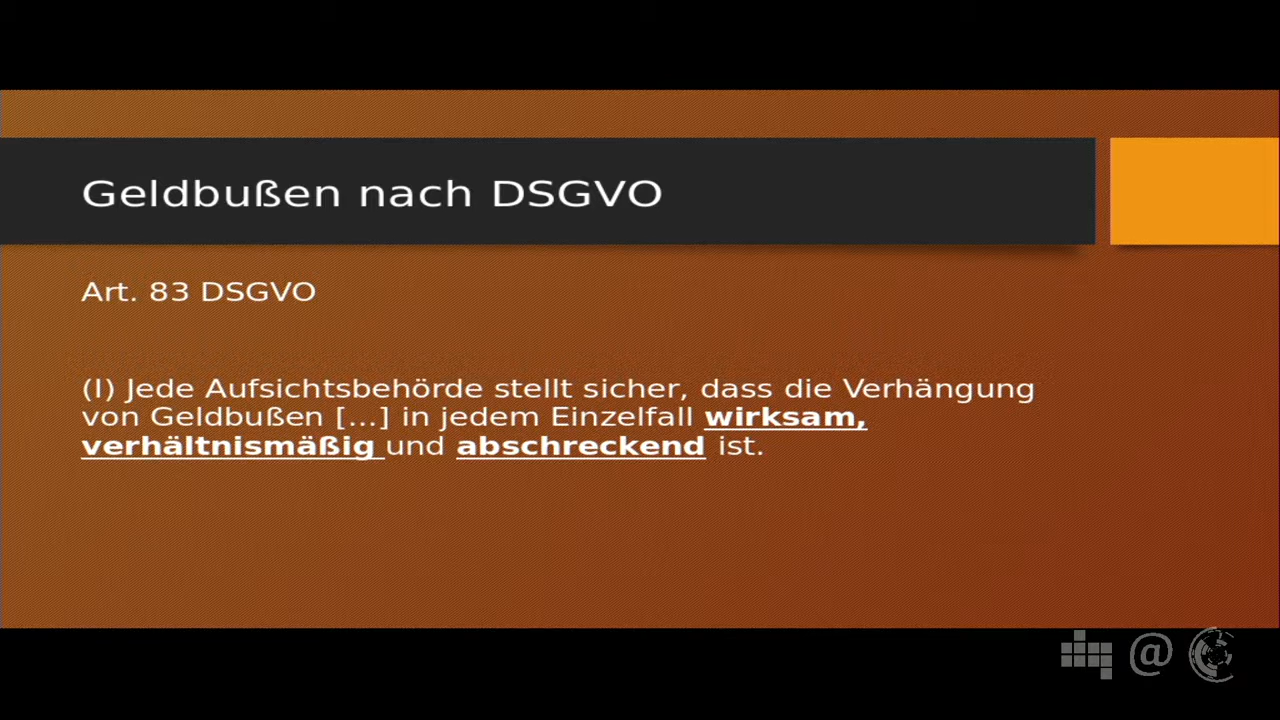 Geldbußen nach DSGVO
Art. 83 DSGVO
(I) Jede Aufsichtsbehörde stellt sicher, dass die Verhängung
von Geldbußen [...] in jedem Einzelfall wirksam,
verhältnismäßig und abschreckend ist.
@